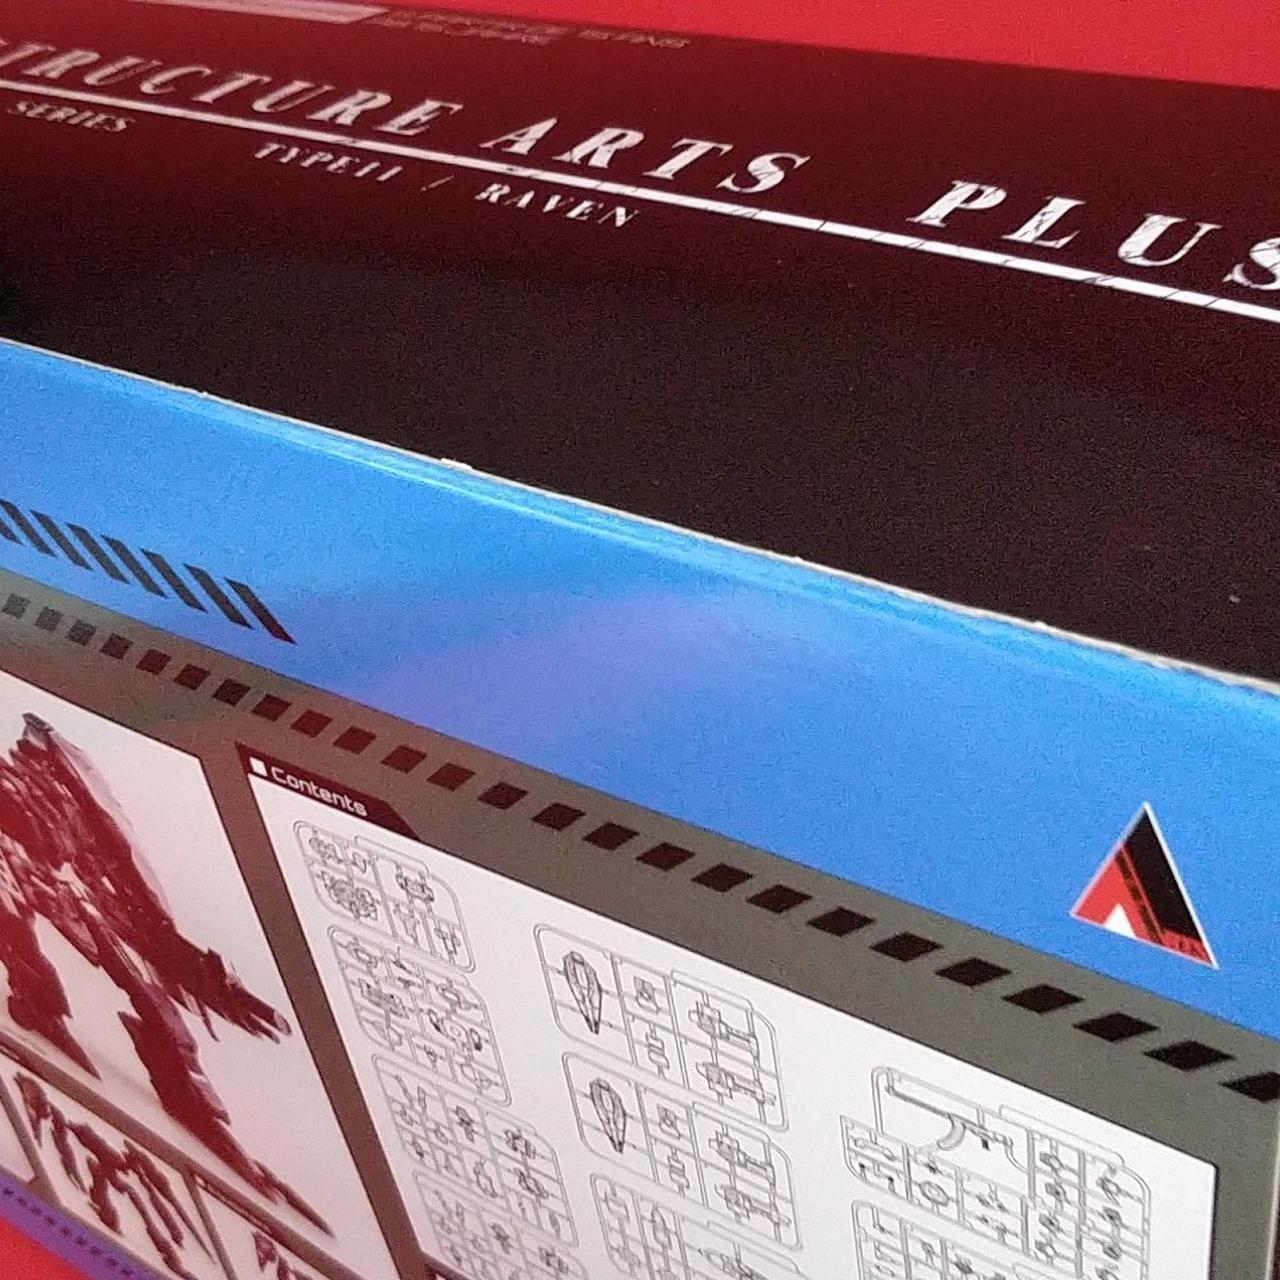 STRUCTURE ARTS PLUS
SERIES
TYPE11 / RAVEN
Contents